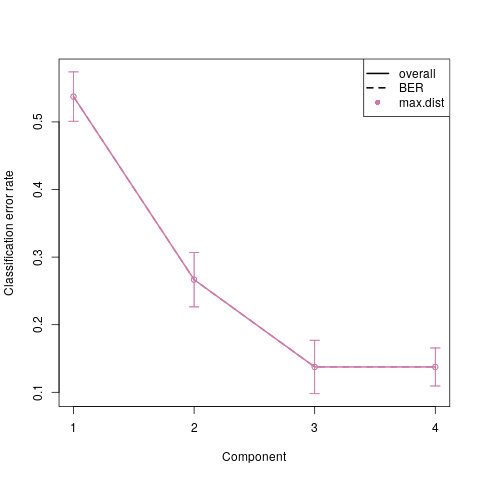 overall
BER
max.dist
0.5
0.4
0.3
0.2
0.1
Classification error rate
1 2 3 4
Component